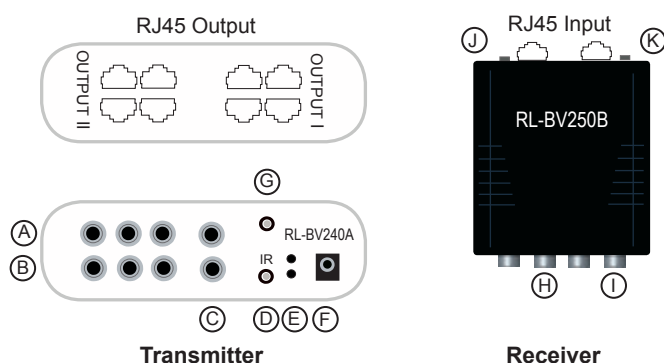 RJ45 Output
OUTPUT II
OUTPUT I
G
A
B
IR
RL-BV240A
C
D
E
F
Transmitter
RJ45 Input
J
K
RL-BV250B
H
I
Receiver